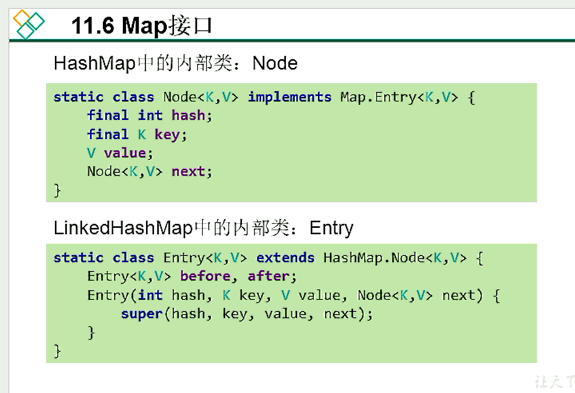 11.6 Map接口
HashMap中的内部类：Node
static class Node<K,V> implements Map.Entry<K,V> {
    final int hash;
    final K key;
    V value;
    Node<K,V> next;
}
LinkedHashMap中的内部类：Entry
static class Entry<K,V> extends HashMap.Node<K,V> {
    Entry<K,V> before, after;
    Entry(int hash, K key, V value, Node<K,V> next) {
        super(hash, key, value, next);
    }
}
让天下